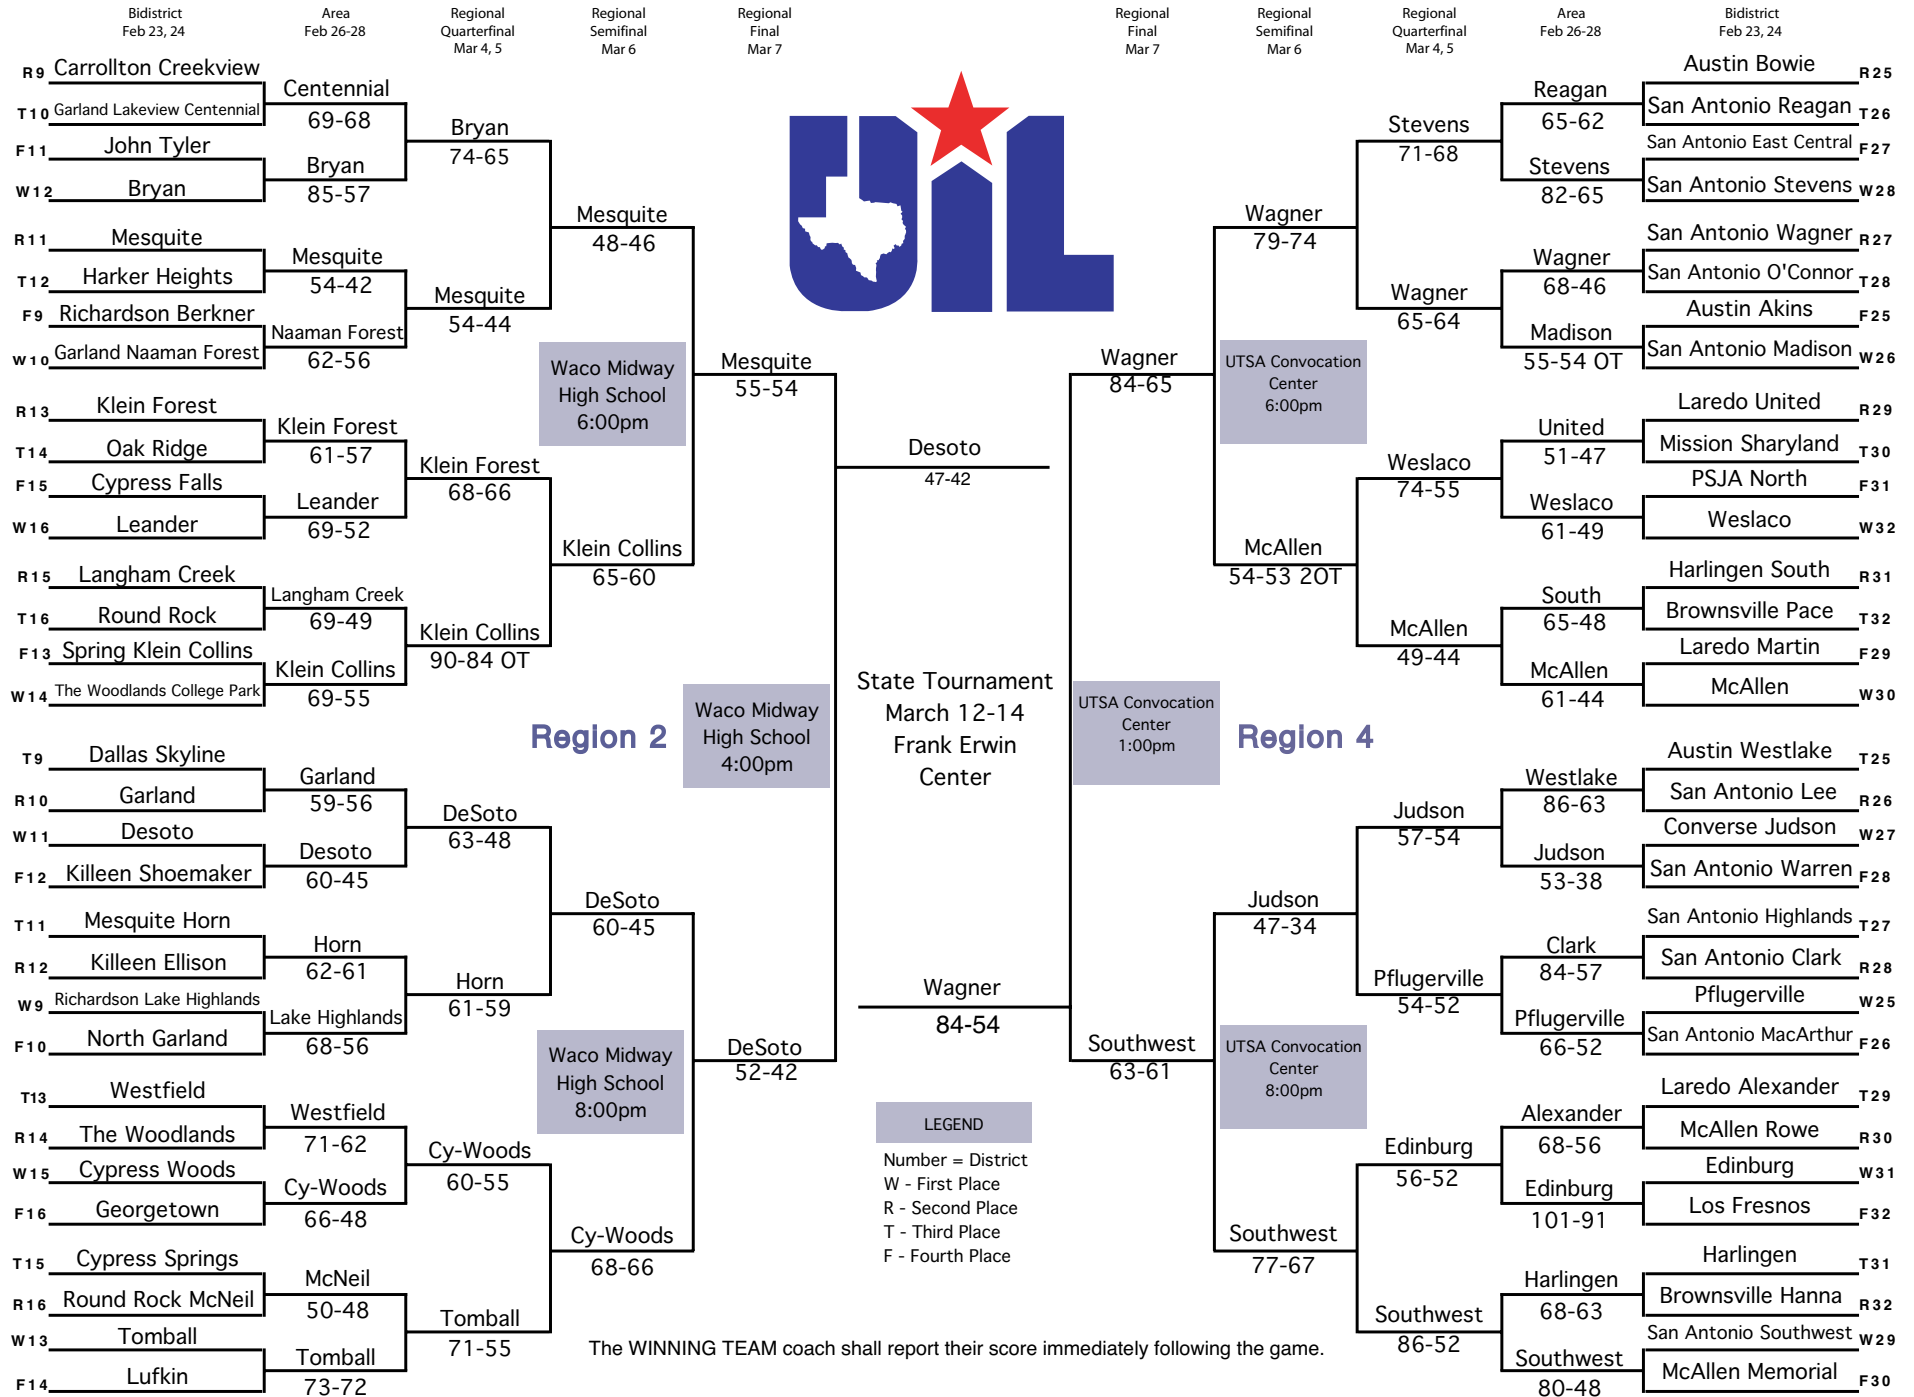 Bidistrict
Feb 23, 24
Area
Feb 26-28
Regional
Quarterfinal
Mar 4, 5
Regional
Semifinal
Mar 6
Regional
Final
Mar 7
Regional
Final
Mar 7
Regional
Semifinal
Mar 6
Regional
Quarterfinal
Mar 4, 5
Area
Feb 26-28
Bidistrict
Feb 23, 24
R9 Carrollton Creekview
T10 Garland Lakeview Centennial
F11 John Tyler
W12 Bryan
R11 Mesquite
T12 Harker Heights
F9 Richardson Berkner
W10 Garland Naaman Forest
R13 Klein Forest
T14 Oak Ridge
F15 Cypress Falls
W16 Leander
R15 Langham Creek
T16 Round Rock
F13 Spring Klein Collins
W14 The Woodlands College Park
T9 Dallas Skyline
R10 Garland
W11 Desoto
F12 Killeen Shoemaker
T11 Mesquite Horn
R12 Killeen Ellison
W9 Richardson Lake Highlands
F10 North Garland
T13 Westfield
R14 The Woodlands
W15 Cypress Woods
F16 Georgetown
T15 Cypress Springs
R16 Round Rock McNeil
W13 Tomball
F14 Lufkin
Centennial
69-68
Bryan
85-57
Mesquite
54-42
Naaman Forest
62-56
Klein Forest
61-57
Leander
69-52
Langham Creek
69-49
Klein Collins
69-55
Garland
59-56
Desoto
60-45
Horn
62-61
Lake Highlands
68-56
Westfield
71-62
Cy-Woods
66-48
McNeil
50-48
Tomball
73-72
Bryan
74-65
Mesquite
54-44
Klein Forest
68-66
Klein Collins
90-84 OT
DeSoto
63-48
Horn
61-59
Cy-Woods
60-55
Tomball
71-55
Mesquite
48-46
Waco Midway
High School
6:00pm
Klein Collins
65-60
Region 2
DeSoto
60-45
Waco Midway
High School
8:00pm
Cy-Woods
68-66
Mesquite
55-54
Waco Midway
High School
4:00pm
DeSoto
52-42
UIL
Desoto
47-42
State Tournament
March 12-14
Frank Erwin
Center
Wagner
84-54
LEGEND
Number = District
W - First Place
R - Second Place
T - Third Place
F - Fourth Place
The WINNING TEAM coach shall report their score immediately following the game.
Wagner
84-65
UTSA Convocation
Center
1:00pm
Southwest
63-61
Wagner
79-74
UTSA Convocation
Center
6:00pm
McAllen
54-53 2OT
Region 4
Judson
47-34
UTSA Convocation
Center
8:00pm
Southwest
77-67
Stevens
71-68
Wagner
65-64
Weslaco
74-55
McAllen
49-44
Judson
57-54
Pflugerville
54-52
Edinburg
56-52
Southwest
86-52
Reagan
65-62
Stevens
82-65
Wagner
68-46
Madison
55-54 OT
United
51-47
Weslaco
61-49
South
65-48
McAllen
61-44
Westlake
86-63
Judson
53-38
Clark
84-57
Pflugerville
66-52
Alexander
68-56
Edinburg
101-91
Harlingen
68-63
Southwest
80-48
Austin Bowie R25
San Antonio Reagan T26
San Antonio East Central F27
San Antonio Stevens W28
San Antonio Wagner R27
San Antonio O'Connor T28
Austin Akins F25
San Antonio Madison W26
Laredo United R29
Mission Sharyland T30
PSJA North F31
Weslaco W32
Harlingen South R31
Brownsville Pace T32
Laredo Martin F29
McAllen W30
Austin Westlake T25
San Antonio Lee R26
Converse Judson W27
San Antonio Warren F28
San Antonio Highlands T27
San Antonio Clark R28
Pflugerville W25
San Antonio MacArthur F26
Laredo Alexander T29
McAllen Rowe R30
Edinburg W31
Los Fresnos F32
Harlingen T31
Brownsville Hanna R32
San Antonio Southwest W29
McAllen Memorial F30